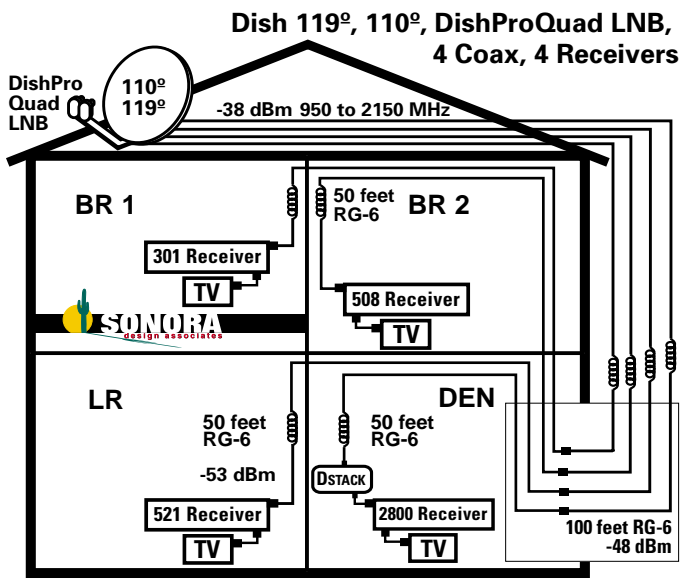 Dish 119º, 110º, DishProQuad LNB,
4 Coax, 4 Receivers
DishPro
Quad
LNB
110º
119º
-38 dBm 950 to 2150 MHz
BR 1
50 feet
RG-6
BR 2
301 Receiver
TV
508 Receiver
TV
SONORA
design associates
LR
DEN
50 feet
RG-6
50 feet
RG-6
-53 dBm
DSTACK
521 Receiver
TV
2800 Receiver
TV
100 feet RG-6
-48 dBm